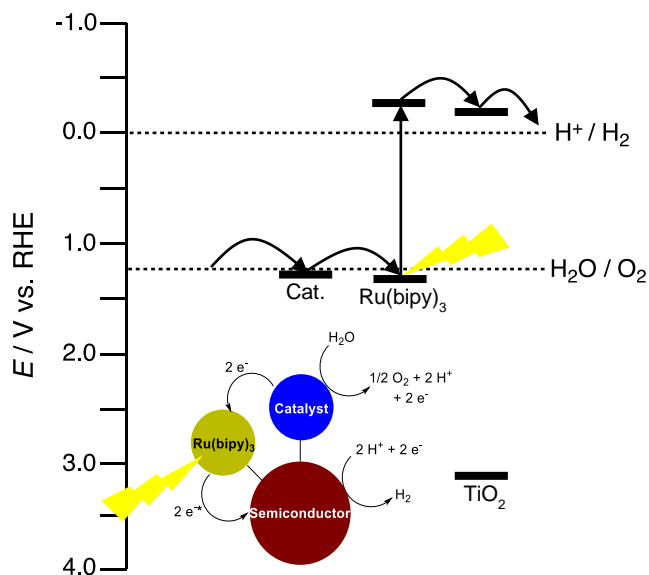 E / V vs. RHE
-1.0
0.0
1.0
2.0
3.0
4.0
H⁺ / H₂
H₂O / O₂
Cat.
Ru(bipy)₃
TiO₂
H₂O
2 e⁻
1/2 O₂ + 2 H⁺
+ 2 e⁻
Catalyst
Ru(bipy)₃
2 H⁺ + 2 e⁻
H₂
2 e⁻*
Semiconductor